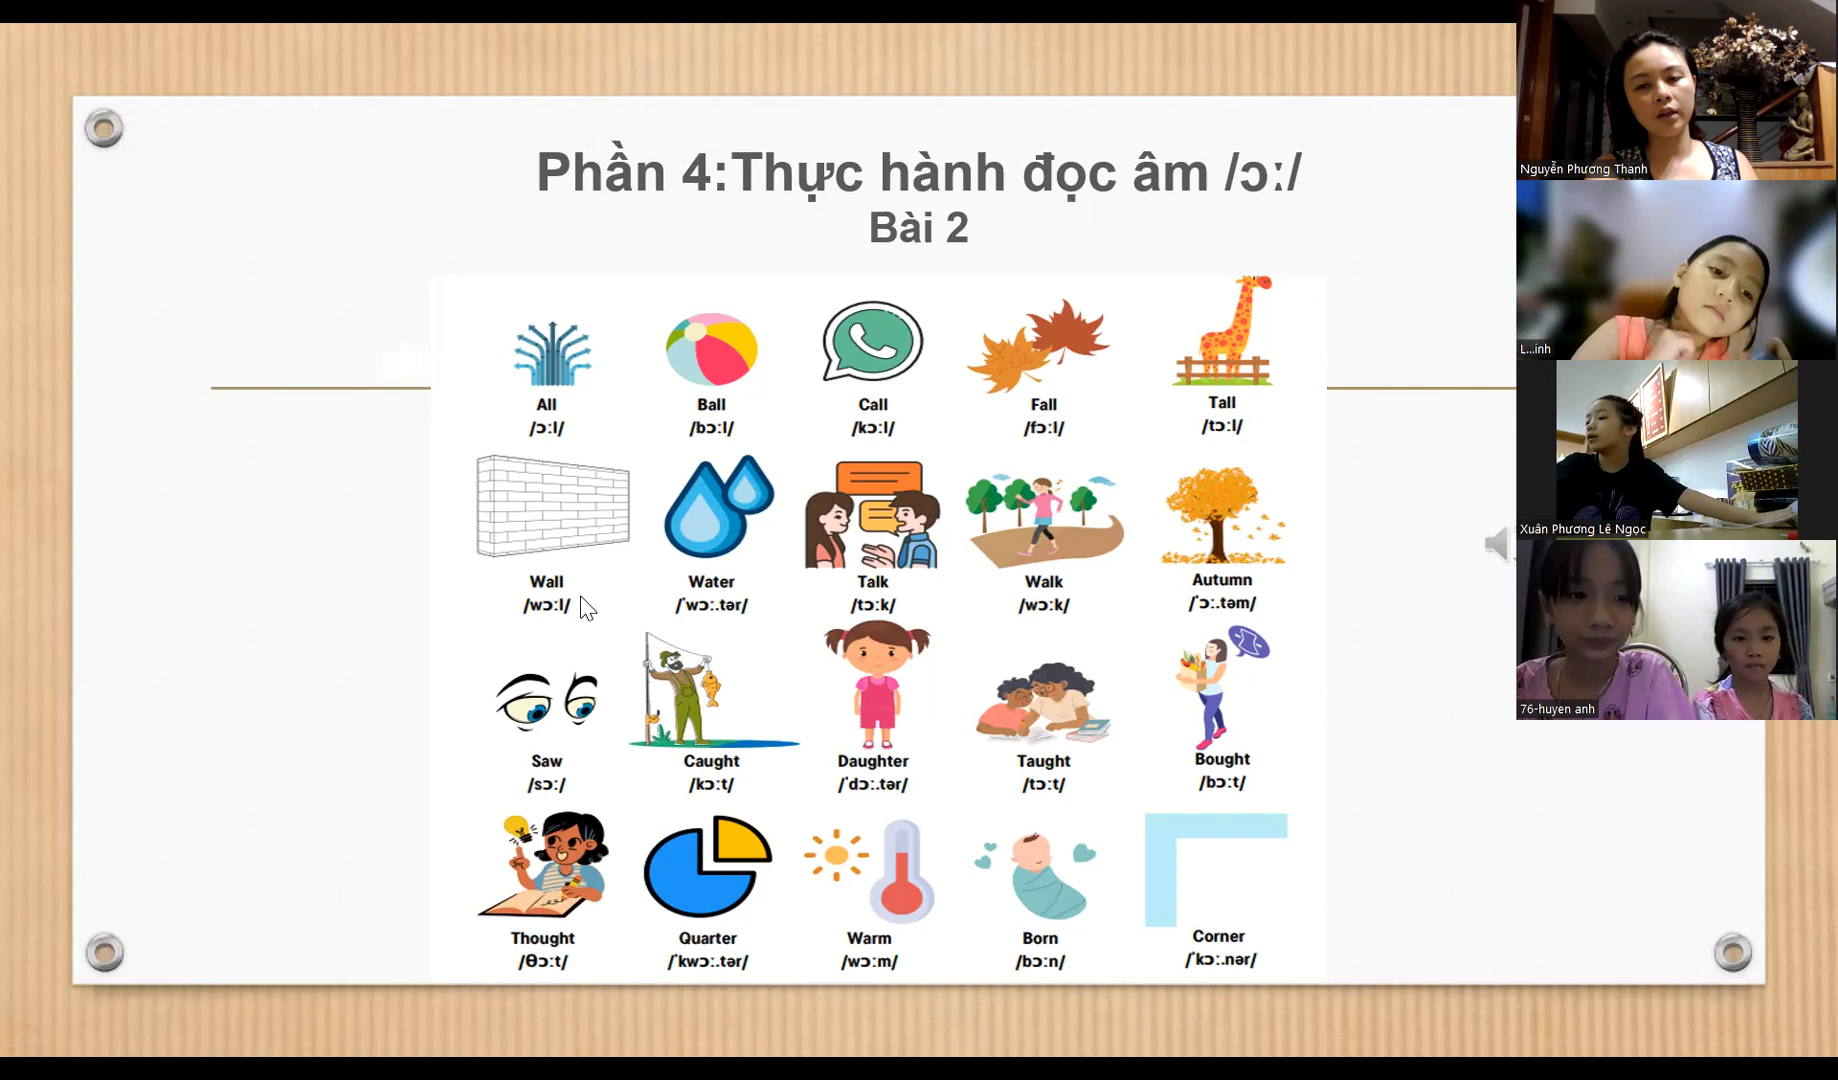 Phần 4:Thực hành đọc âm /ɔː/
Bài 2
All
/ɔːl/
Ball
/bɔːl/
Call
/kɔːl/
Fall
/fɔːl/
Tall
/tɔːl/
Wall
/wɔːl/
Water
/ˈwɔː.tər/
Talk
/tɔːk/
Walk
/wɔːk/
Autumn
/ˈɔː.təm/
Saw
/sɔː/
Caught
/kɔːt/
Daughter
/ˈdɔː.tər/
Taught
/tɔːt/
Bought
/bɔːt/
Thought
/θɔːt/
Quarter
/ˈkwɔː.tər/
Warm
/wɔːm/
Born
/bɔːn/
Corner
/ˈkɔː.nər/
Nguyễn Phương Thanh
L...inh
Xuân Phương Lê Ngọc
76-huyen anh